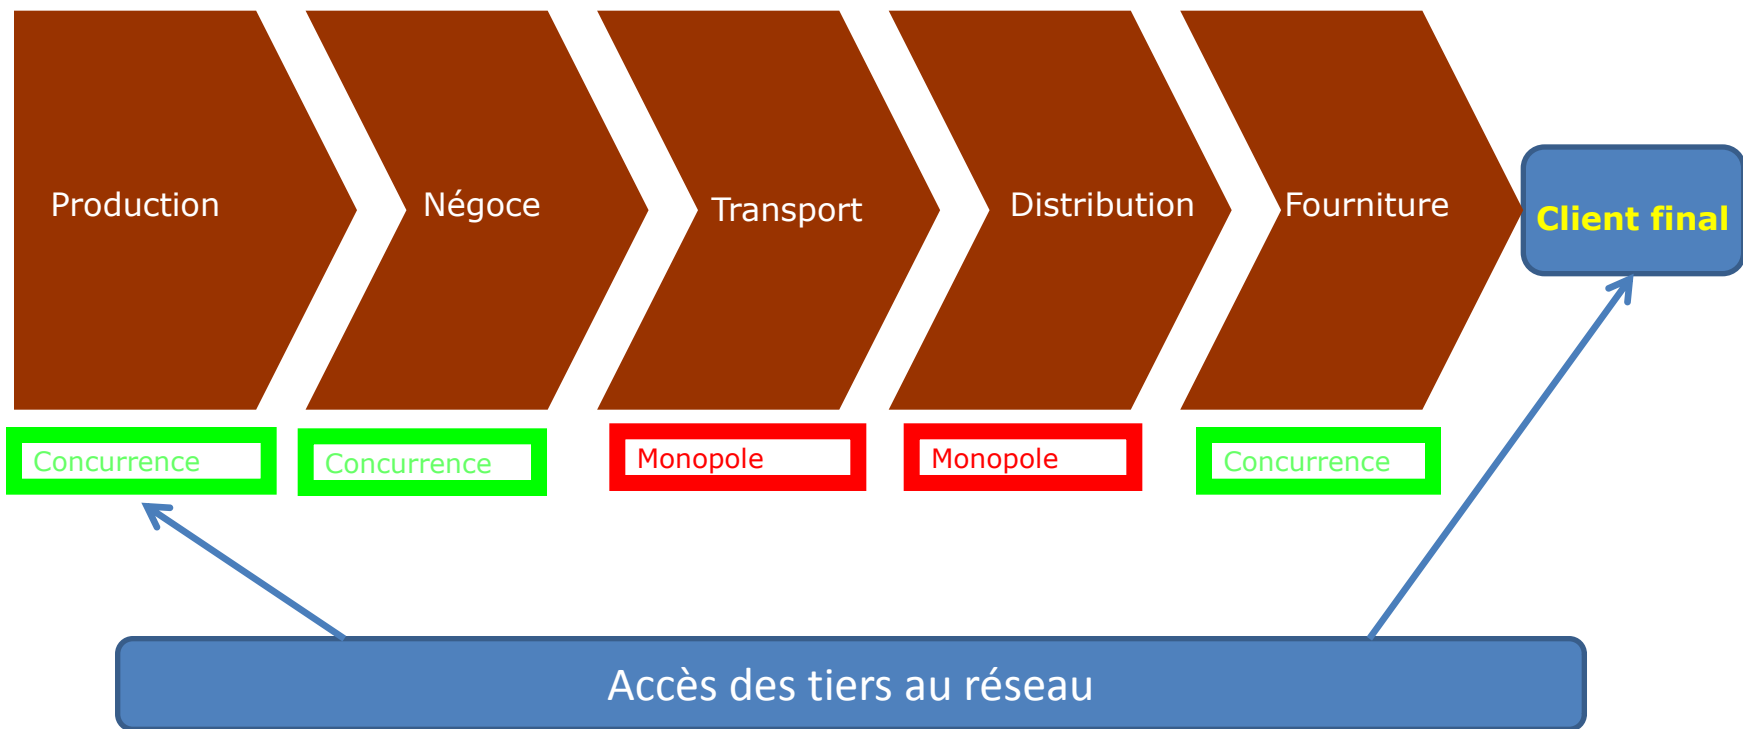 Production
Négoce
Transport
Distribution
Fourniture
Client final
Concurrence
Concurrence
Monopole
Monopole
Concurrence
Accès des tiers au réseau